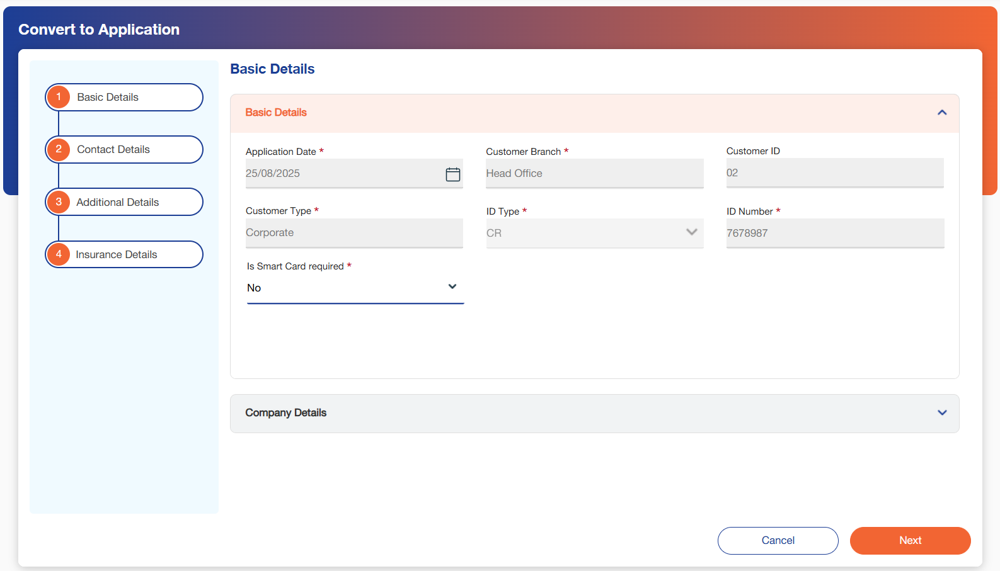 Convert to Application
1 Basic Details
2 Contact Details
3 Additional Details
4 Insurance Details
Basic Details
Basic Details
Application Date *
25/08/2025
Customer Branch *
Head Office
Customer ID
02
Customer Type *
Corporate
ID Type *
CR
ID Number *
7678987
Is Smart Card required *
No
Company Details
Cancel
Next